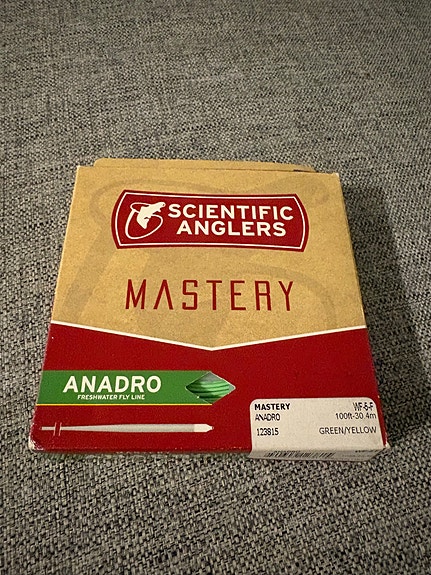 SCIENTIFIC
ANGLERS
MASTERY
ANADRO
FRESHWATER FLY LINE
MASTERY WF-6-F
ANADRO 100ft-30.4m
123815 GREEN/YELLOW